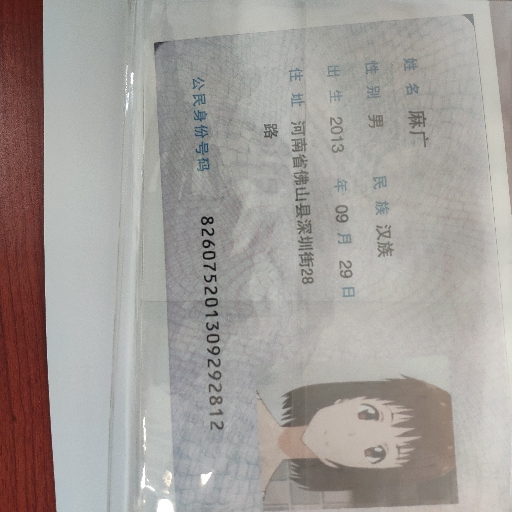 姓名 麻广
性别 男 民族 汉族
出生 2013 年 09 月 29 日
住址 河南省佛山县深圳街28
路
公民身份号码 826075201309292812